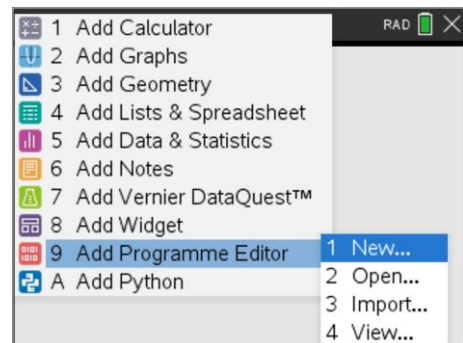 1 Add Calculator
RAD
2 Add Graphs
3 Add Geometry
4 Add Lists & Spreadsheet
5 Add Data & Statistics
6 Add Notes
7 Add Vernier DataQuest™
8 Add Widget
9 Add Programme Editor
A Add Python
1 New...
2 Open...
3 Import...
4 View...